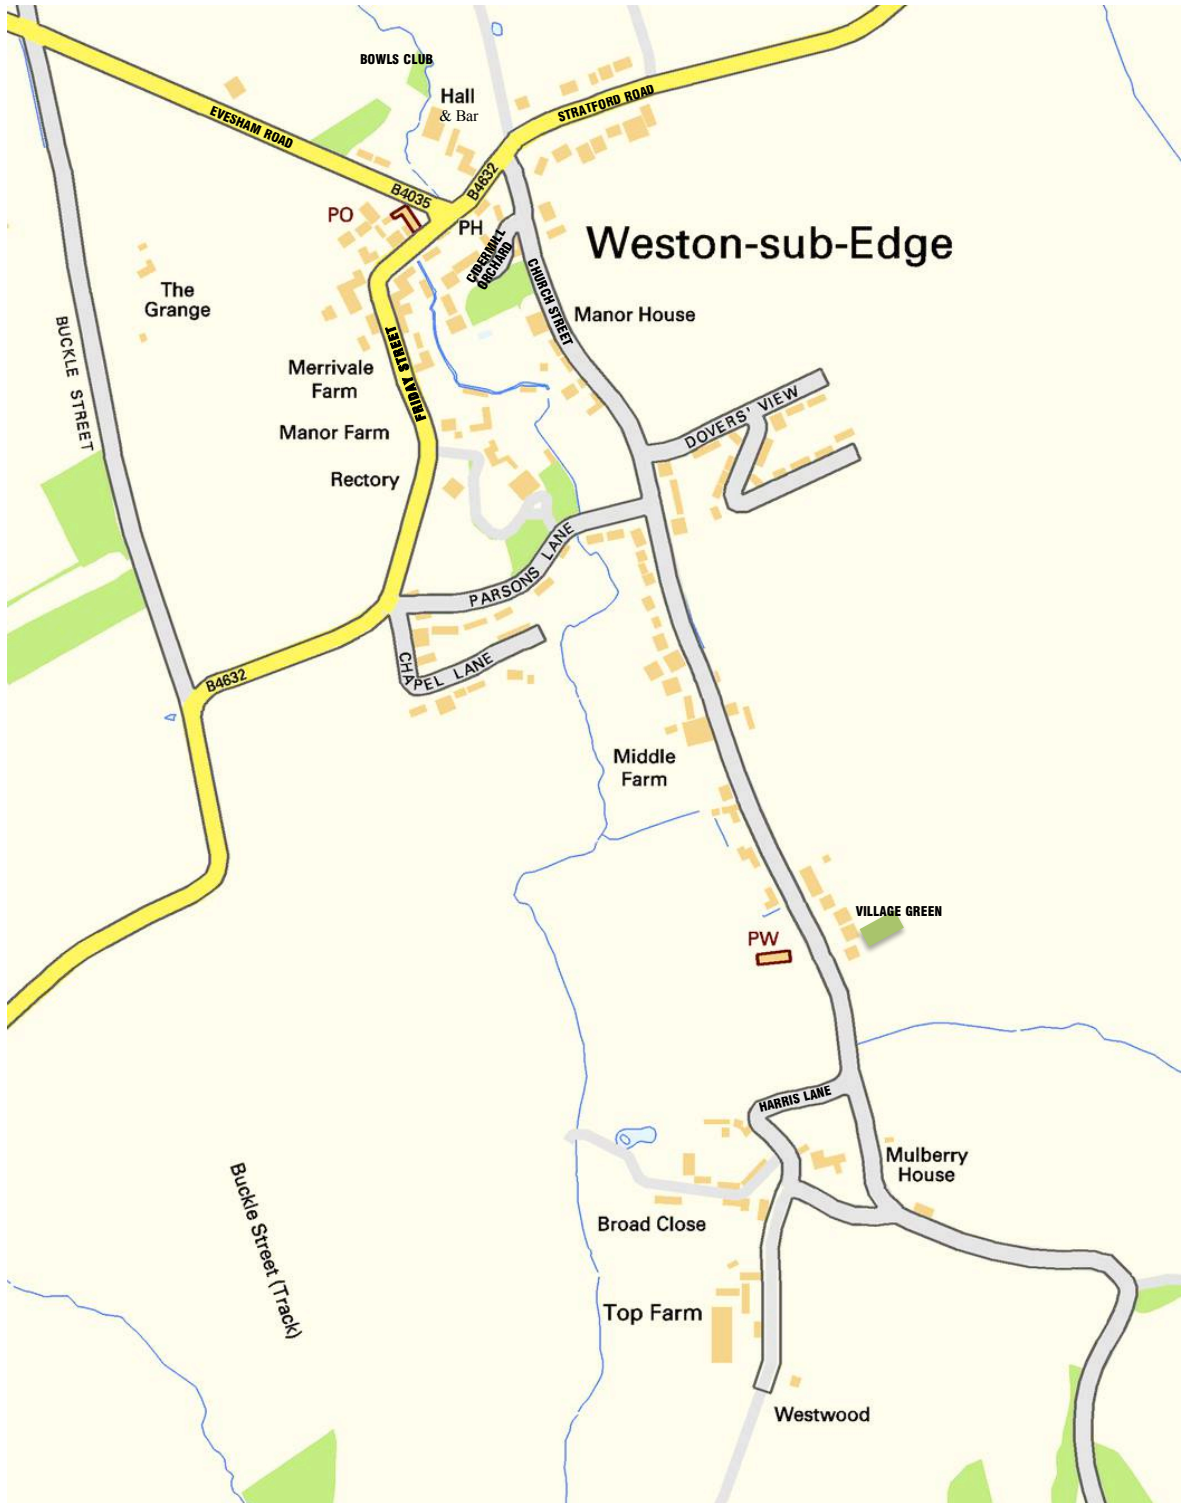 BOWLS CLUB
Hall
& Bar
STRATFORD ROAD
EVESHAM ROAD
B4035
B4632
PO
PH
CIDERMILL
ORCHARD
Weston-sub-Edge
CHURCH STREET
The
Grange
Manor House
BUCKLE STREET
FRIDAY STREET
Merrivale
Farm
DOVERS' VIEW
Manor Farm
Rectory
PARSONS LANE
CHAPEL LANE
B4632
Middle
Farm
VILLAGE GREEN
PW
HARRIS LANE
Mulberry
House
Buckle Street (Track)
Broad Close
Top Farm
Westwood